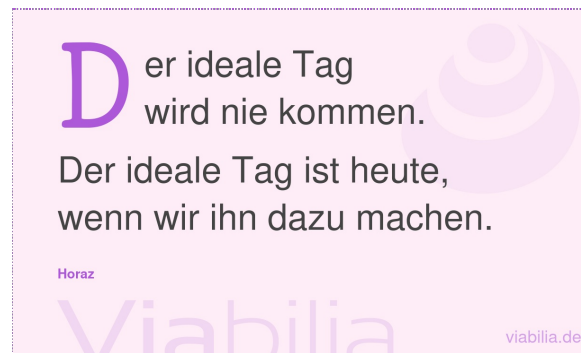 Der ideale Tag
wird nie kommen.
Der ideale Tag ist heute,
wenn wir ihn dazu machen.
Horaz
Viabilia
viabilia.de